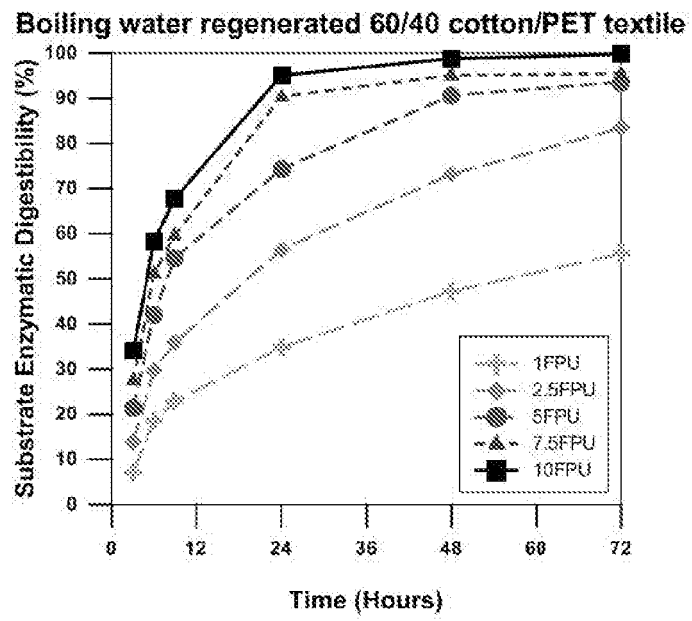 Boiling water regenerated 60/40 cotton/PET textile
Substrate Enzymatic Digestibility (%)
100
90
80
70
60
50
40
30
20
10
0
1FPU
2.5FPU
5FPU
7.5FPU
10FPU
0 12 24 36 48 60 72
Time (Hours)